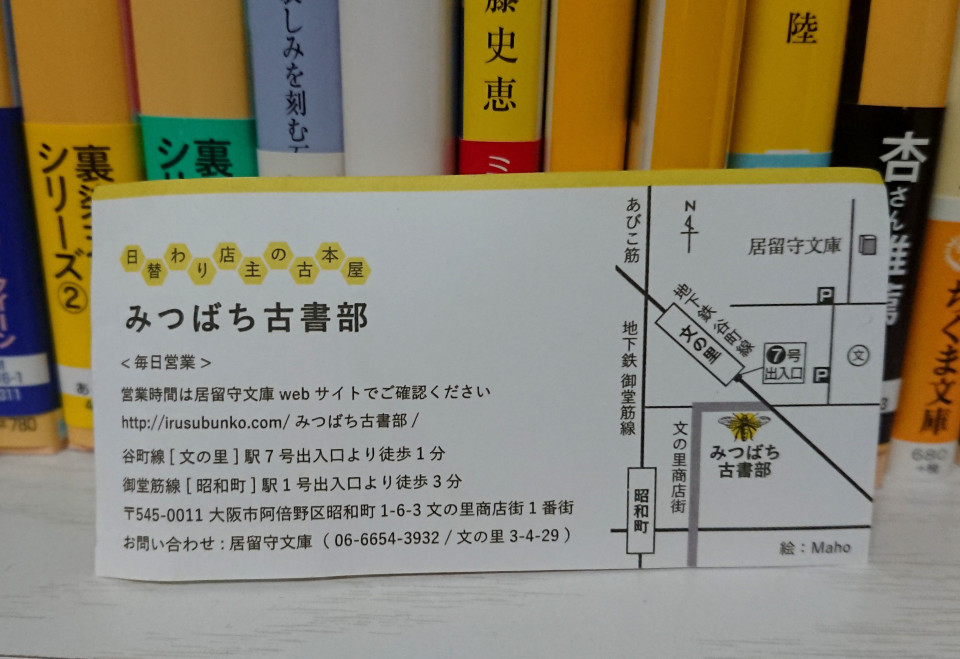 しみを刻む
藤史恵
陸
裏染
シリーズ②
裏
シリ
ミ
杏さん
ちくま文庫
680
+税
780
日替わり店主の古本屋
みつばち古書部
<毎日営業>
営業時間は居留守文庫 web サイトでご確認ください
http://irusubunko.com/ みつばち古書部 /
谷町線 [ 文の里 ] 駅 7 号出入口より徒歩 1 分
御堂筋線 [ 昭和町 ] 駅 1 号出入口より徒歩 3 分
〒545-0011 大阪市阿倍野区昭和町 1-6-3 文の里商店街 1 番街
お問い合わせ : 居留守文庫 ( 06-6654-3932 / 文の里 3-4-29 )
あびこ筋
N
居留守文庫
地下鉄 谷町線
文の里
P
7号
出入口
P
文
地下鉄 御堂筋線
文の里商店街
みつばち
古書部
昭和町
絵：Maho